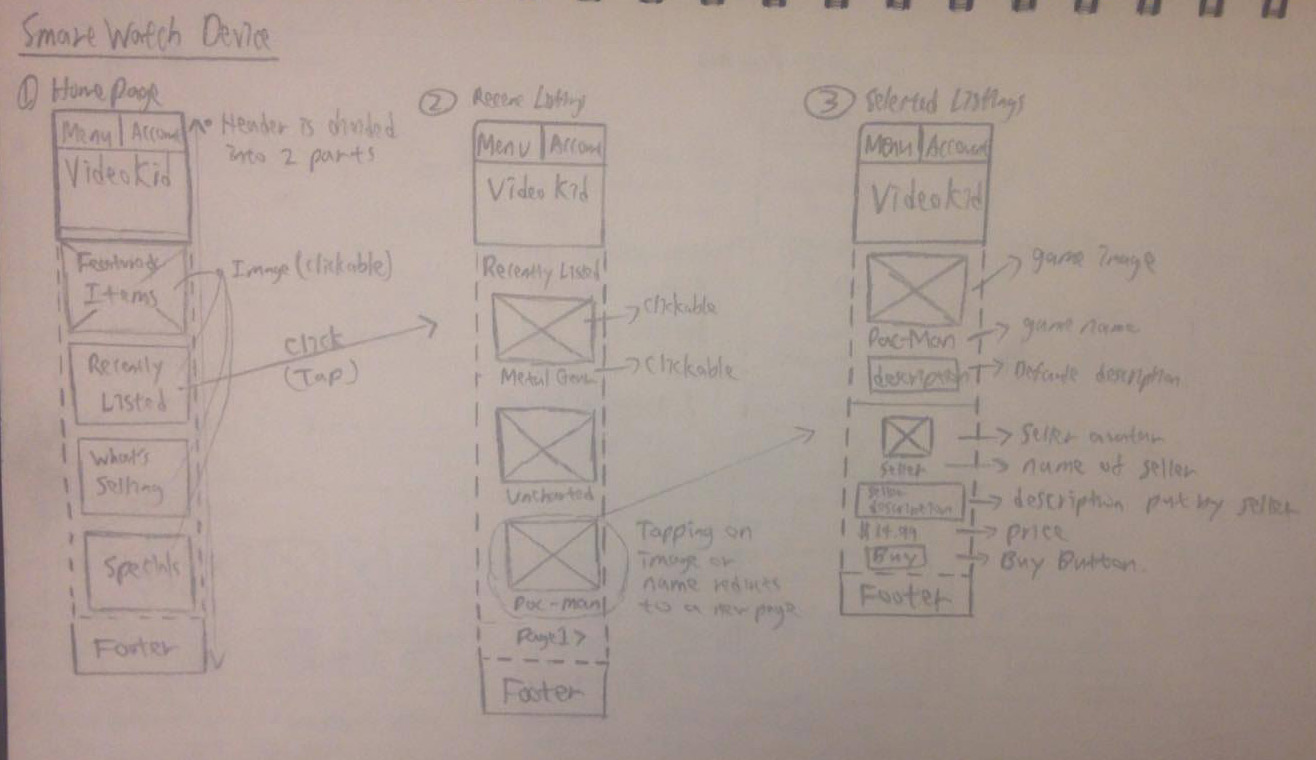 Smare Watch Device
① Home Page
Menu | Account
VideoKid
Items
Recently
Listed
What's
Selling
Specials
Footer
Header is divided
into 2 parts
Image (clickable)
Click
(Tap)
② Recent Listing
Menu | Account
Video Kid
Recently Listed
Metal Gear
Uncharted
Pac-man
Page 1 >
Footer
Clickable
Clickable
Tapping on
image or
name
to a new page
③ Selected Listings
Menu | Account
VideoKid
Pac-Man
description
Seller
Seller
description
$14.99
Buy
Footer
game Image
game name
description
Seller avatar
name of seller
description put by seller
price
Buy Button.